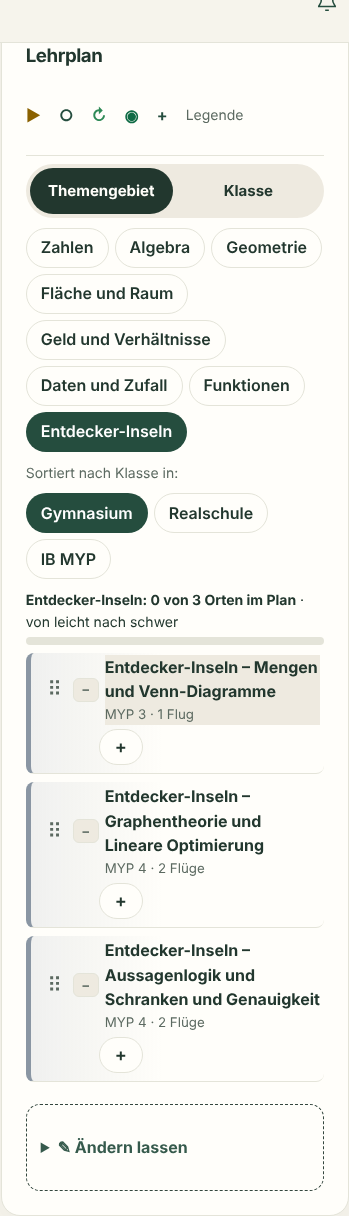 Lehrplan
▶ O ↻ ◉ + Legende
Themengebiet Klasse
Zahlen Algebra Geometrie
Fläche und Raum
Geld und Verhältnisse
Daten und Zufall Funktionen
Entdecker-Inseln
Sortiert nach Klasse in:
Gymnasium Realschule
IB MYP
Entdecker-Inseln: 0 von 3 Orten im Plan ·
von leicht nach schwer
Entdecker-Inseln – Mengen
– und Venn-Diagramme
MYP 3 · 1 Flug
+
Entdecker-Inseln –
Graphentheorie und
– Lineare Optimierung
MYP 4 · 2 Flüge
+
Entdecker-Inseln –
Aussagenlogik und
– Schranken und Genauigkeit
MYP 4 · 2 Flüge
+
▶ ✎ Ändern lassen